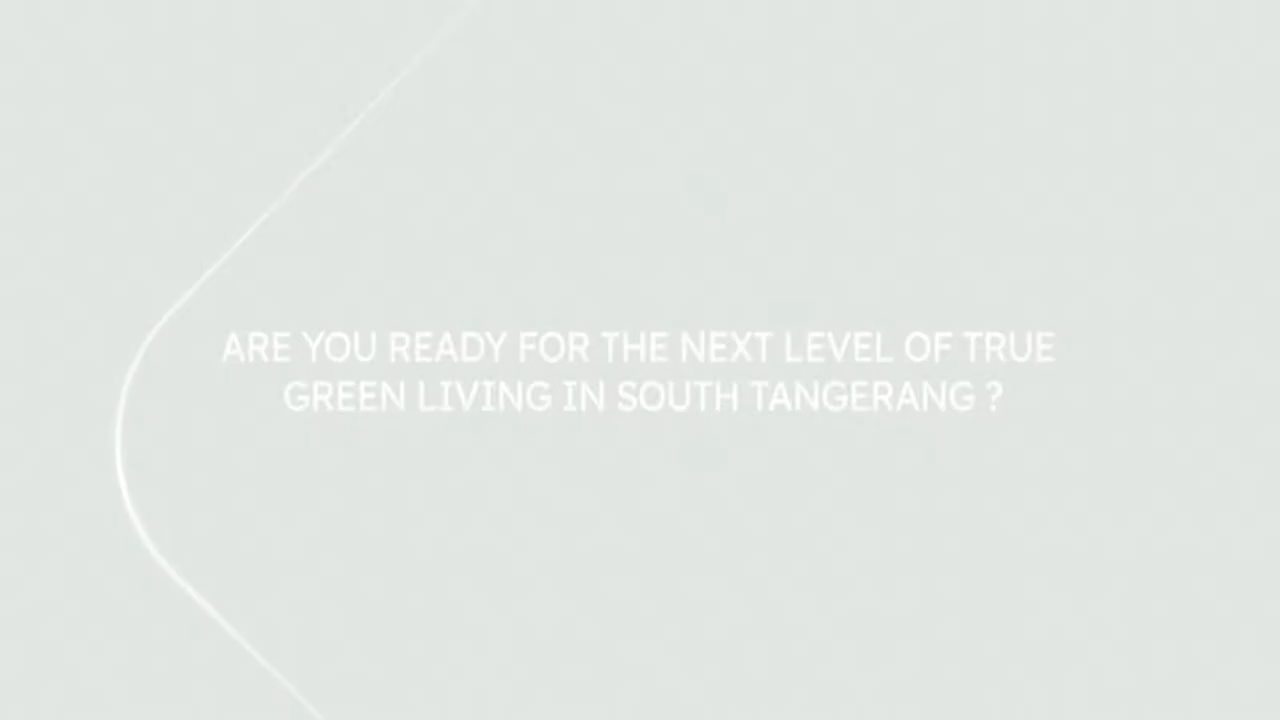 ARE YOU READY FOR THE NEXT LEVEL OF TRUE
GREEN LIVING IN SOUTH TANGERANG ?